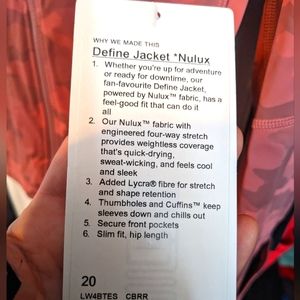 WHY WE MADE THIS
Define Jacket *Nulux
1. Whether you're up for adventure
or ready for downtime, our
fan-favourite Define Jacket,
powered by Nulux™ fabric, has a
feel-good fit that can do it
all
2. Our Nulux™ fabric with
engineered four-way stretch
provides weightless coverage
that's quick-drying,
sweat-wicking, and feels cool
and sleek
3. Added Lycra® fibre for stretch
and shape retention
4. Thumbholes and Cuffins™ keep
sleeves down and chills out
5. Secure front pockets
6. Slim fit, hip length
20
LW4BTES CBRR